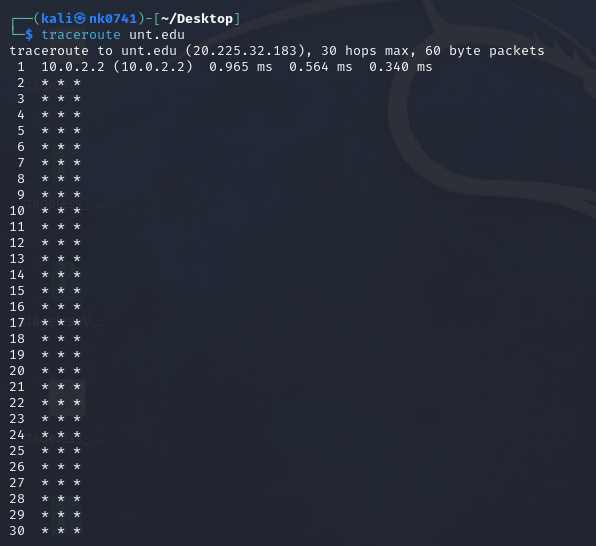 ┌──(kali㉿nk0741)-[~/Desktop]
└─$ traceroute unt.edu
traceroute to unt.edu (20.225.32.183), 30 hops max, 60 byte packets
 1  10.0.2.2 (10.0.2.2)  0.965 ms  0.564 ms  0.340 ms
 2  * * *
 3  * * *
 4  * * *
 5  * * *
 6  * * *
 7  * * *
 8  * * *
 9  * * *
10  * * *
11  * * *
12  * * *
13  * * *
14  * * *
15  * * *
16  * * *
17  * * *
18  * * *
19  * * *
20  * * *
21  * * *
22  * * *
23  * * *
24  * * *
25  * * *
26  * * *
27  * * *
28  * * *
29  * * *
30  * * *